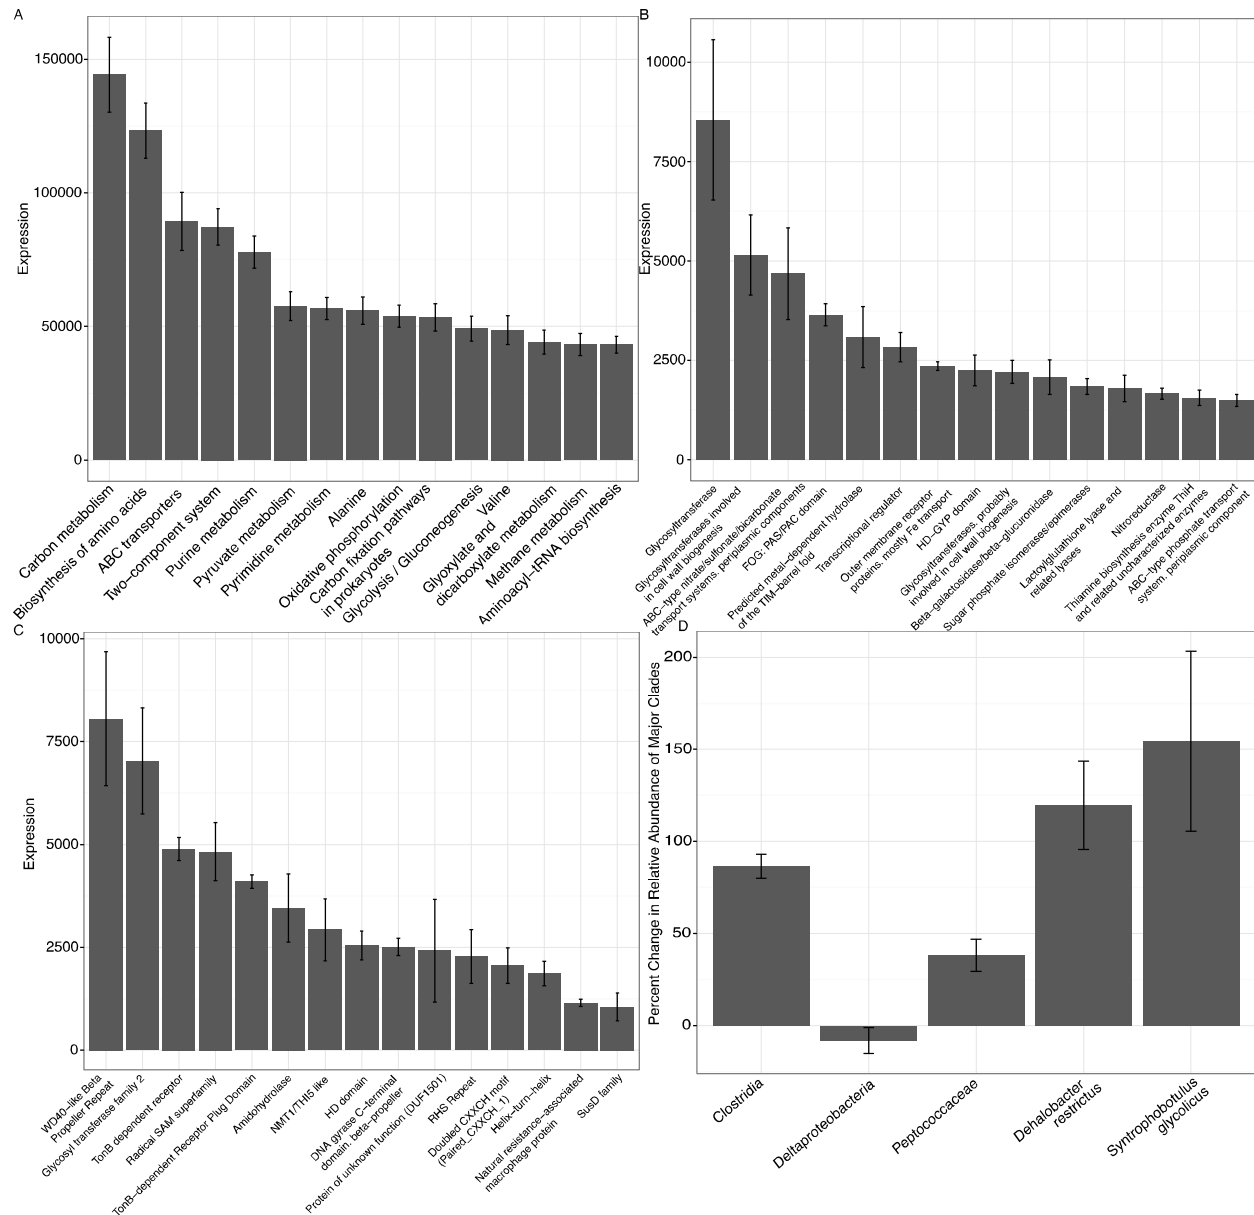 A
Expression
150000
100000
50000
0
Carbon metabolism
Biosynthesis of amino acids
ABC transporters
Two−component system
Purine metabolism
Pyruvate metabolism
Pyrimidine metabolism
Alanine
Oxidative phosphorylation
Carbon fixation pathways
in prokaryotes
Glycolysis / Gluconeogenesis
Valine
Glyoxylate and
dicarboxylate metabolism
Methane metabolism
Aminoacyl−tRNA biosynthesis
B
Expression
10000
7500
5000
2500
0
Glycosyltransferase
Glycosyltransferases involved
in cell wall biogenesis
ABC−type nitrate/sulfonate/bicarbonate
transport systems. periplasmic components
FOG: PAS/PAC domain
Predicted metal−dependent hydrolase
of the TIM−barrel fold
Transcriptional regulator
Outer membrane receptor
proteins. mostly Fe transport
HD−GYP domain
Glycosyltransferases, probably
involved in cell wall biogenesis
Beta−galactosidase/beta−glucuronidase
Sugar phosphate isomerases/epimerases
Lactoylglutathione lyase and
related lyases
Nitroreductase
Thiamine biosynthesis enzyme ThiH
and related uncharacterized enzymes
ABC−type phosphate transport
system. periplasmic component
C
Expression
10000
7500
5000
2500
0
WD40−like Beta
Propeller Repeat
Glycosyl transferase family 2
TonB dependent receptor
Radical SAM superfamily
TonB−dependent Receptor Plug Domain
Amidohydrolase
NMT1/THI5 like
HD domain
DNA gyrase C−terminal
domain. beta−propeller
Protein of unknown function (DUF1501)
RHS Repeat
Doubled CXXCH motif
(Paired_CXXCH_1)
Helix−turn−helix
Natural resistance−associated
macrophage protein
SusD family
D
Percent Change in Relative Abundance of Major Clades
200
150
100
50
0
Clostridia
Deltaproteobacteria
Peptococcaceae
Dehalobacter
restrictus
Syntrophobotulus
glycolicus